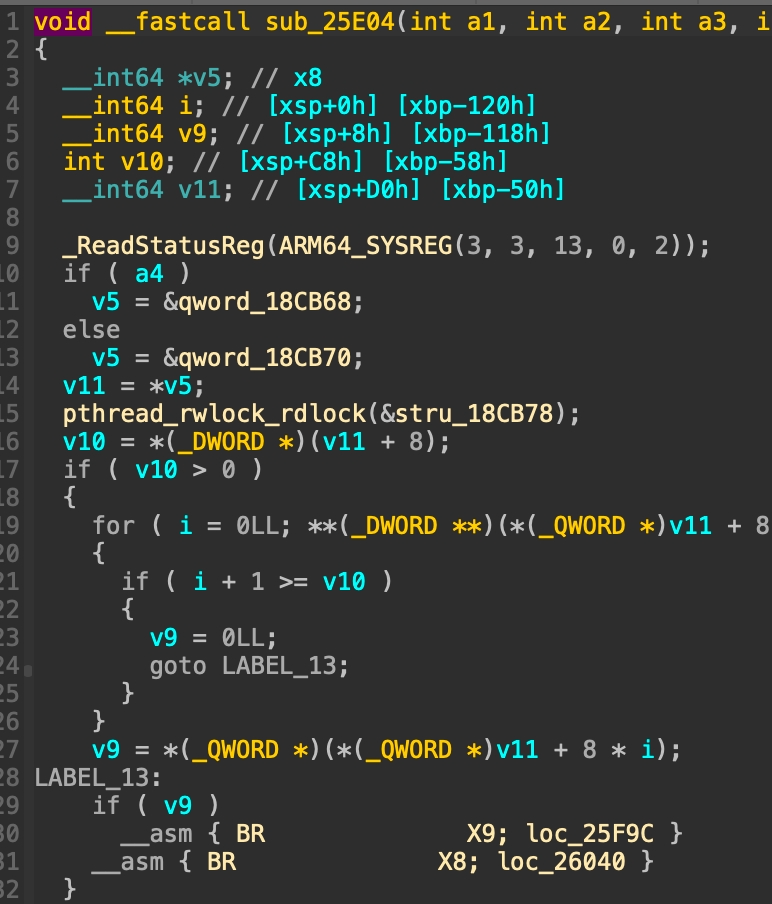 1 void __fastcall sub_25E04(int a1, int a2, int a3, i
2 {
3 __int64 *v5; // x8
4 __int64 i; // [xsp+0h] [xbp-120h]
5 __int64 v9; // [xsp+8h] [xbp-118h]
6 int v10; // [xsp+C8h] [xbp-58h]
7 __int64 v11; // [xsp+D0h] [xbp-50h]
8
9 _ReadStatusReg(ARM64_SYSREG(3, 3, 13, 0, 2));
10 if ( a4 )
11 v5 = &qword_18CB68;
12 else
13 v5 = &qword_18CB70;
14 v11 = *v5;
15 pthread_rwlock_rdlock(&stru_18CB78);
16 v10 = *(_DWORD *)(v11 + 8);
17 if ( v10 > 0 )
18 {
19 for ( i = 0LL; **(_DWORD **)(*(_QWORD *)v11 + 8
20 {
21 if ( i + 1 >= v10 )
22 {
23 v9 = 0LL;
24 goto LABEL_13;
25 }
26 }
27 v9 = *(_QWORD *)(*(_QWORD *)v11 + 8 * i);
28 LABEL_13:
29 if ( v9 )
30 __asm { BR X9; loc_25F9C }
31 __asm { BR X8; loc_26040 }
32 }